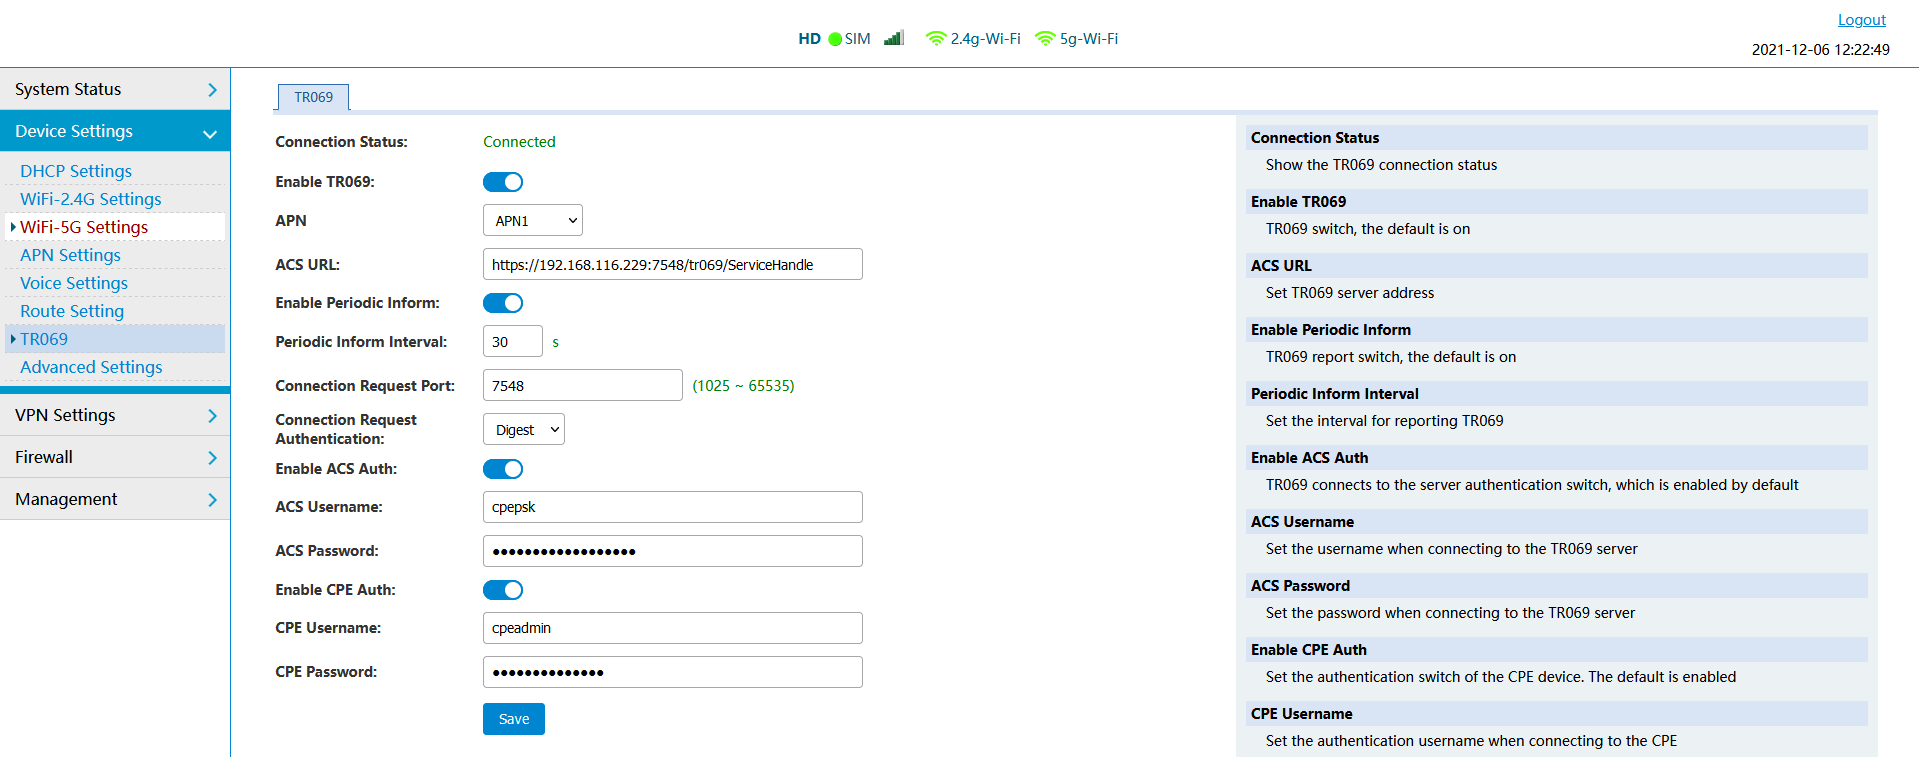 Logout
HD SIM 2.4g-Wi-Fi 5g-Wi-Fi
2021-12-06 12:22:49
System Status
Device Settings
DHCP Settings
WiFi-2.4G Settings
WiFi-5G Settings
APN Settings
Voice Settings
Route Setting
TR069
Advanced Settings
VPN Settings
Firewall
Management
TR069
Connection Status: Connected
Enable TR069:
APN APN1
ACS URL: https://192.168.116.229:7548/tr069/ServiceHandle
Enable Periodic Inform:
Periodic Inform Interval: 30 s
Connection Request Port: 7548 (1025 ~ 65535)
Connection Request
Authentication: Digest
Enable ACS Auth:
ACS Username: cpepsk
ACS Password: ••••••••••••••••••
Enable CPE Auth:
CPE Username: cpeadmin
CPE Password: ••••••••••••••
Save
Connection Status
Show the TR069 connection status
Enable TR069
TR069 switch, the default is on
ACS URL
Set TR069 server address
Enable Periodic Inform
TR069 report switch, the default is on
Periodic Inform Interval
Set the interval for reporting TR069
Enable ACS Auth
TR069 connects to the server authentication switch, which is enabled by default
ACS Username
Set the username when connecting to the TR069 server
ACS Password
Set the password when connecting to the TR069 server
Enable CPE Auth
Set the authentication switch of the CPE device. The default is enabled
CPE Username
Set the authentication username when connecting to the CPE